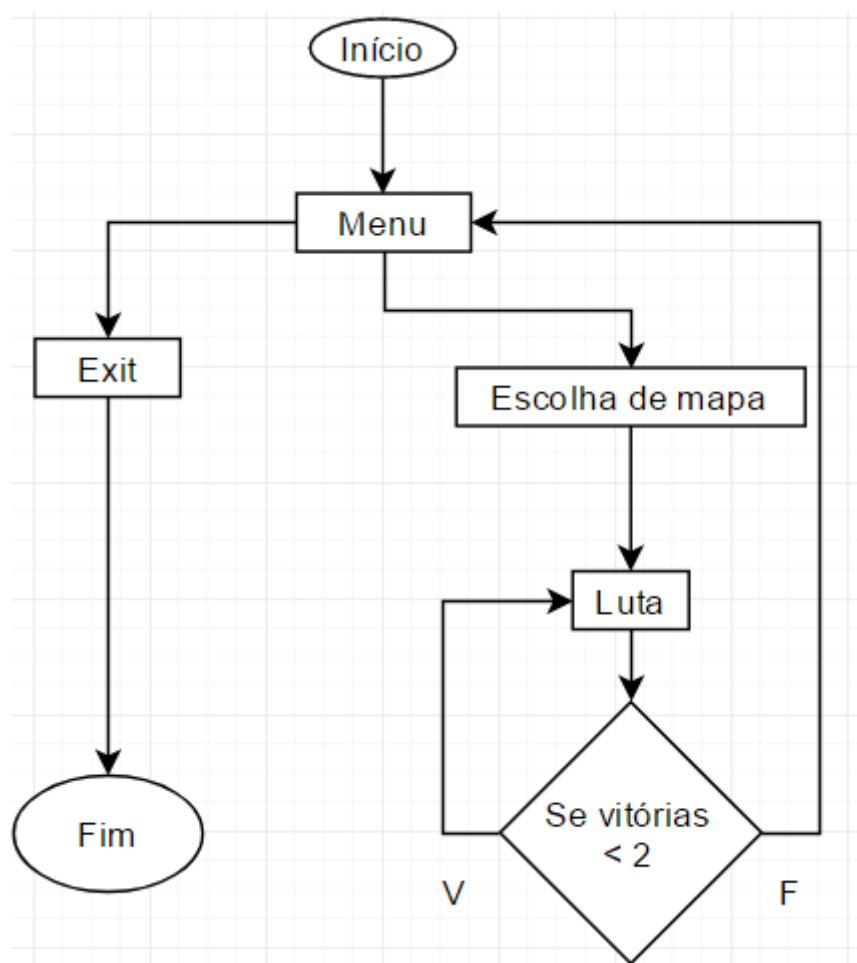 Início
Menu
Exit
Escolha de mapa
Luta
Se vitórias
< 2
Fim
V
F